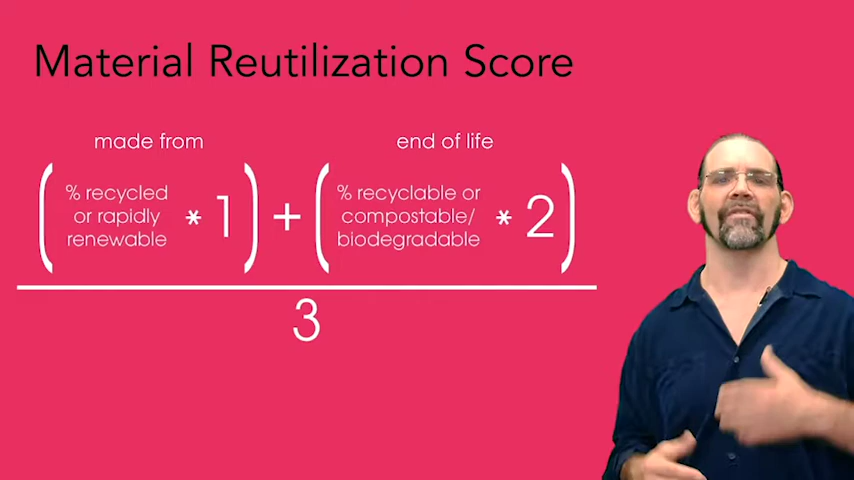 Material Reutilization Score
made from
end of life
( % recycled or rapidly renewable * 1 ) + ( % recyclable or compostable/ biodegradable * 2 )
3